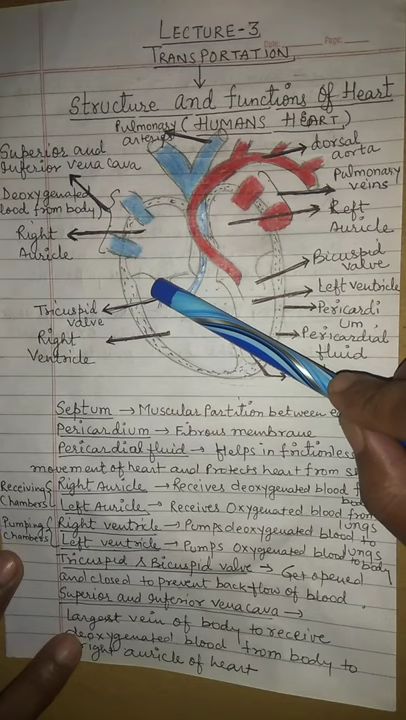 LECTURE-3
Date: Page:
TRANSPORTATION
Structure and functions of Heart
(HUMANS HEART)
Pulmonary
arteries
dorsal
aorta
Superior and
Inferior vena cava
Pulmonary
veins
Deoxygenated
blood from body
Left
Auricle
Right
Auricle
Bicuspid
valve
Left ventricle
Tricuspid
valve
Pericardi
um
Right
Ventricle
Pericardial
fluid
Septum → Muscular Partition between
Pericardium → Fibrous membrane
Pericardial fluid → Helps in frictionless
movement of heart and Protects heart from
Receiving
Chambers
Right Auricle → Receives deoxygenated blood
body
Left Auricle → Receives Oxygenated blood from
lungs
Pumping
Chambers
Right ventricle → Pumps deoxygenated blood to
lungs
Left ventricle → Pumps Oxygenated blood to body
Tricuspid & Bicuspid valve → Get opened
and closed to prevent back flow of blood
Superior and Inferior venacava →
largest vein of body to receive
deoxygenated blood from body to
right auricle of heart